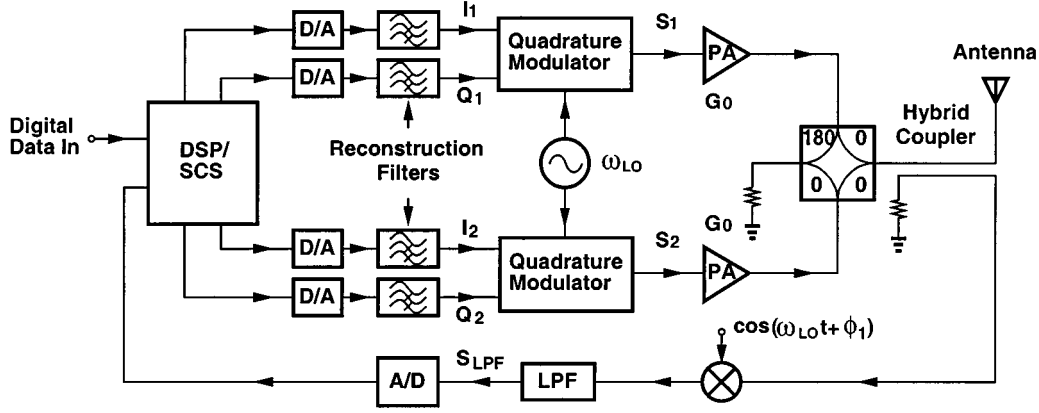 I1
D/A
Q1
D/A
Quadrature
Modulator
S1
PA
G0
Antenna
Hybrid
Coupler
180 0
0 0
Digital
Data In
DSP/
SCS
Reconstruction
Filters
ωLO
I2
D/A
Q2
D/A
Quadrature
Modulator
S2
G0
PA
cos(ωLOt+ϕ1)
SLPF
A/D
LPF